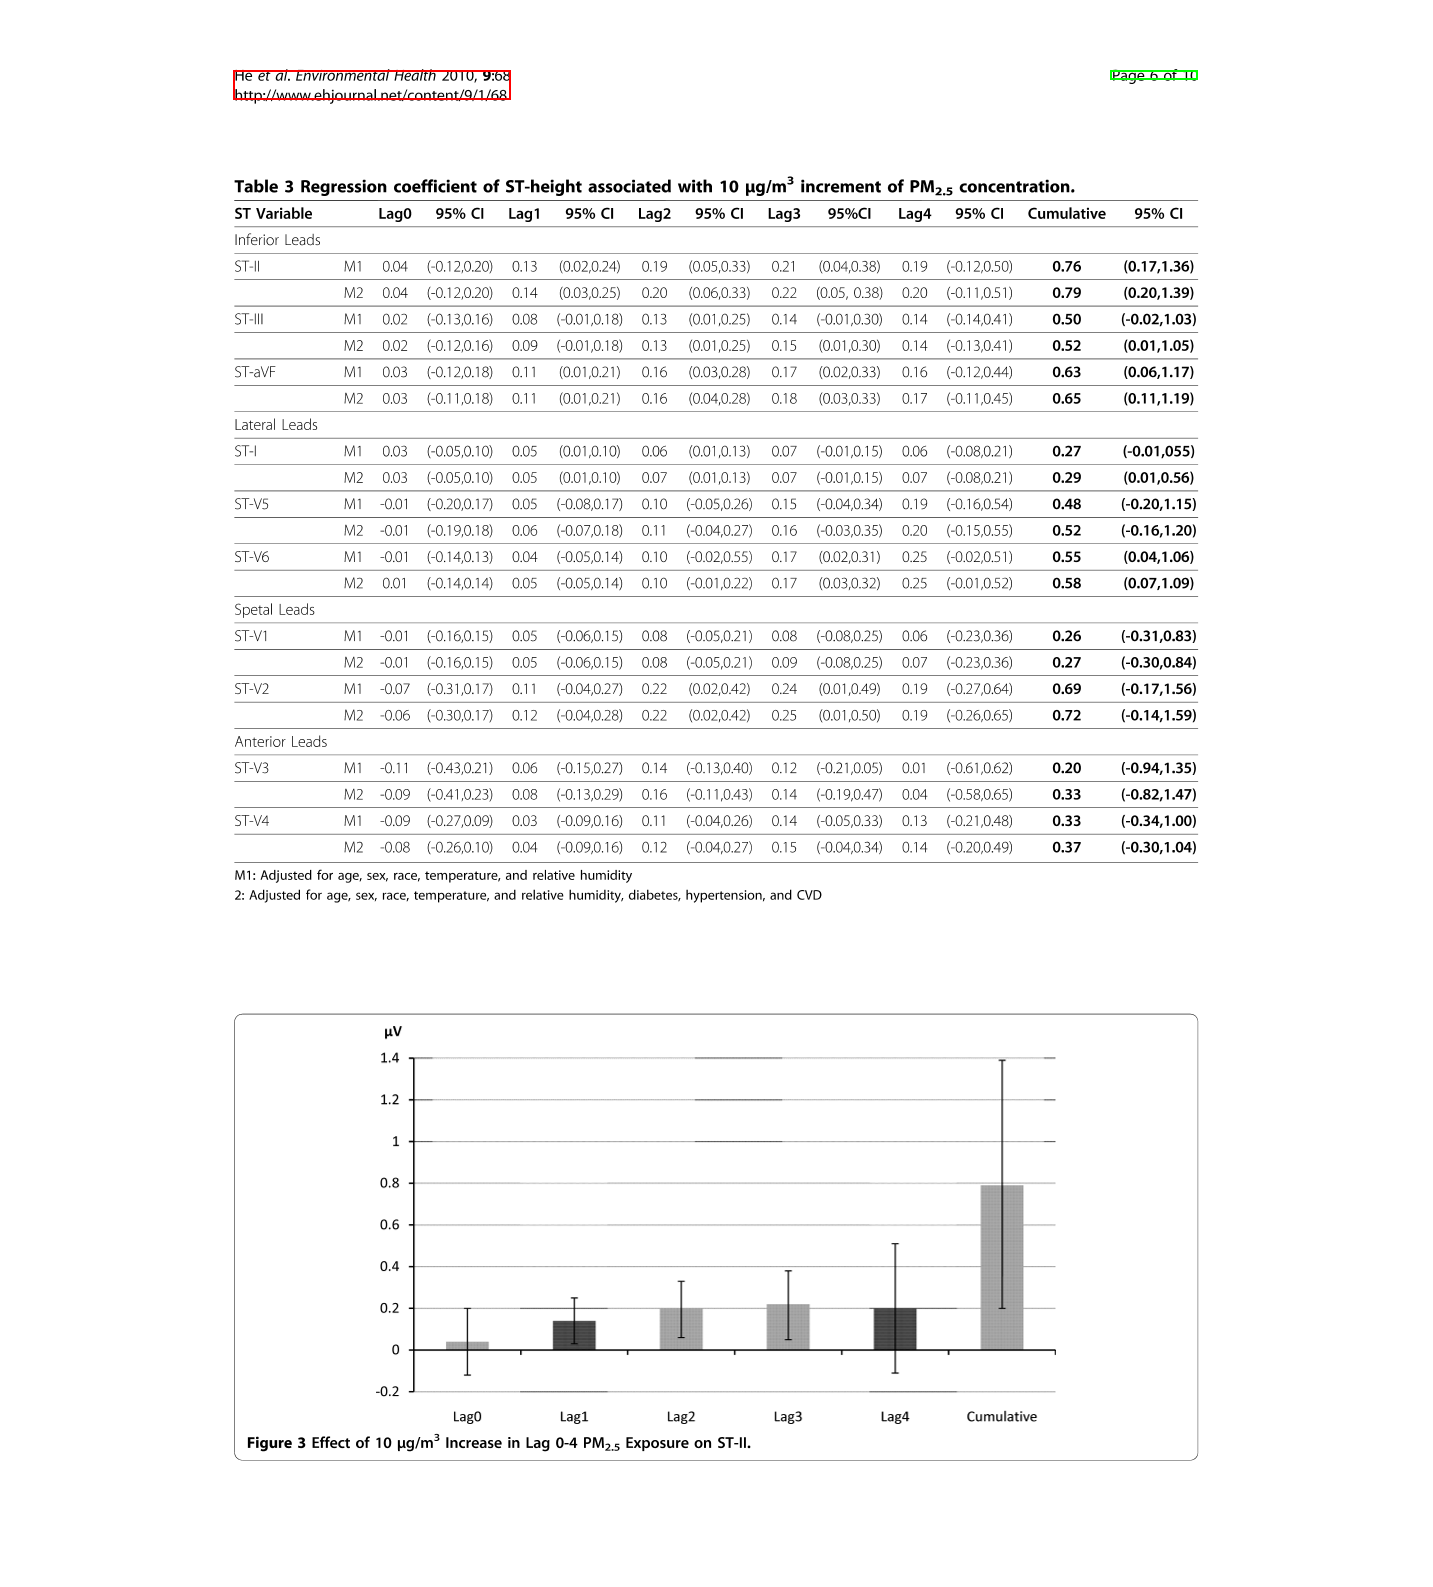 He et al. Environmental Health 2010, 9:68
http://www.ehjournal.net/content/9/1/68
Page 6 of 10
Table 3 Regression coefficient of ST-height associated with 10 μg/m³ increment of PM₂.₅ concentration.
ST Variable Lag0 95% CI Lag1 95% CI Lag2 95% CI Lag3 95%CI Lag4 95% CI Cumulative 95% CI
Inferior Leads
ST-II M1 0.04 (-0.12,0.20) 0.13 (0.02,0.24) 0.19 (0.05,0.33) 0.21 (0.04,0.38) 0.19 (-0.12,0.50) 0.76 (0.17,1.36)
M2 0.04 (-0.12,0.20) 0.14 (0.03,0.25) 0.20 (0.06,0.33) 0.22 (0.05, 0.38) 0.20 (-0.11,0.51) 0.79 (0.20,1.39)
ST-III M1 0.02 (-0.13,0.16) 0.08 (-0.01,0.18) 0.13 (0.01,0.25) 0.14 (-0.01,0.30) 0.14 (-0.14,0.41) 0.50 (-0.02,1.03)
M2 0.02 (-0.12,0.16) 0.09 (-0.01,0.18) 0.13 (0.01,0.25) 0.15 (0.01,0.30) 0.14 (-0.13,0.41) 0.52 (0.01,1.05)
ST-aVF M1 0.03 (-0.12,0.18) 0.11 (0.01,0.21) 0.16 (0.03,0.28) 0.17 (0.02,0.33) 0.16 (-0.12,0.44) 0.63 (0.06,1.17)
M2 0.03 (-0.11,0.18) 0.11 (0.01,0.21) 0.16 (0.04,0.28) 0.18 (0.03,0.33) 0.17 (-0.11,0.45) 0.65 (0.11,1.19)
Lateral Leads
ST-I M1 0.03 (-0.05,0.10) 0.05 (0.01,0.10) 0.06 (0.01,0.13) 0.07 (-0.01,0.15) 0.06 (-0.08,0.21) 0.27 (-0.01,055)
M2 0.03 (-0.05,0.10) 0.05 (0.01,0.10) 0.07 (0.01,0.13) 0.07 (-0.01,0.15) 0.07 (-0.08,0.21) 0.29 (0.01,0.56)
ST-V5 M1 -0.01 (-0.20,0.17) 0.05 (-0.08,0.17) 0.10 (-0.05,0.26) 0.15 (-0.04,0.34) 0.19 (-0.16,0.54) 0.48 (-0.20,1.15)
M2 -0.01 (-0.19,0.18) 0.06 (-0.07,0.18) 0.11 (-0.04,0.27) 0.16 (-0.03,0.35) 0.20 (-0.15,0.55) 0.52 (-0.16,1.20)
ST-V6 M1 -0.01 (-0.14,0.13) 0.04 (-0.05,0.14) 0.10 (-0.02,0.55) 0.17 (0.02,0.31) 0.25 (-0.02,0.51) 0.55 (0.04,1.06)
M2 0.01 (-0.14,0.14) 0.05 (-0.05,0.14) 0.10 (-0.01,0.22) 0.17 (0.03,0.32) 0.25 (-0.01,0.52) 0.58 (0.07,1.09)
Spetal Leads
ST-V1 M1 -0.01 (-0.16,0.15) 0.05 (-0.06,0.15) 0.08 (-0.05,0.21) 0.08 (-0.08,0.25) 0.06 (-0.23,0.36) 0.26 (-0.31,0.83)
M2 -0.01 (-0.16,0.15) 0.05 (-0.06,0.15) 0.08 (-0.05,0.21) 0.09 (-0.08,0.25) 0.07 (-0.23,0.36) 0.27 (-0.30,0.84)
ST-V2 M1 -0.07 (-0.31,0.17) 0.11 (-0.04,0.27) 0.22 (0.02,0.42) 0.24 (0.01,0.49) 0.19 (-0.27,0.64) 0.69 (-0.17,1.56)
M2 -0.06 (-0.30,0.17) 0.12 (-0.04,0.28) 0.22 (0.02,0.42) 0.25 (0.01,0.50) 0.19 (-0.26,0.65) 0.72 (-0.14,1.59)
Anterior Leads
ST-V3 M1 -0.11 (-0.43,0.21) 0.06 (-0.15,0.27) 0.14 (-0.13,0.40) 0.12 (-0.21,0.05) 0.01 (-0.61,0.62) 0.20 (-0.94,1.35)
M2 -0.09 (-0.41,0.23) 0.08 (-0.13,0.29) 0.16 (-0.11,0.43) 0.14 (-0.19,0.47) 0.04 (-0.58,0.65) 0.33 (-0.82,1.47)
ST-V4 M1 -0.09 (-0.27,0.09) 0.03 (-0.09,0.16) 0.11 (-0.04,0.26) 0.14 (-0.05,0.33) 0.13 (-0.21,0.48) 0.33 (-0.34,1.00)
M2 -0.08 (-0.26,0.10) 0.04 (-0.09,0.16) 0.12 (-0.04,0.27) 0.15 (-0.04,0.34) 0.14 (-0.20,0.49) 0.37 (-0.30,1.04)
M1: Adjusted for age, sex, race, temperature, and relative humidity
2: Adjusted for age, sex, race, temperature, and relative humidity, diabetes, hypertension, and CVD
μV
1.4
1.2
1
0.8
0.6
0.4
0.2
0
-0.2
Lag0 Lag1 Lag2 Lag3 Lag4 Cumulative
Figure 3 Effect of 10 μg/m³ Increase in Lag 0-4 PM₂.₅ Exposure on ST-II.